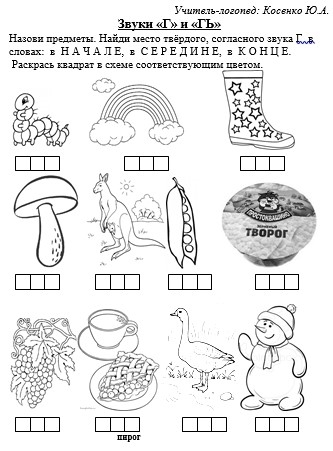 Учитель-логопед: Косенко Ю.А.
Звуки «Г» и «ГЬ»
Назови предметы. Найди место твёрдого, согласного звука Г в
словах: в НАЧАЛЕ, в СЕРЕДИНЕ, в КОНЦЕ.
Раскрась квадрат в схеме соответствующим цветом.
ПРОСТОКВАШИНО
ТВОРОГ
пирог